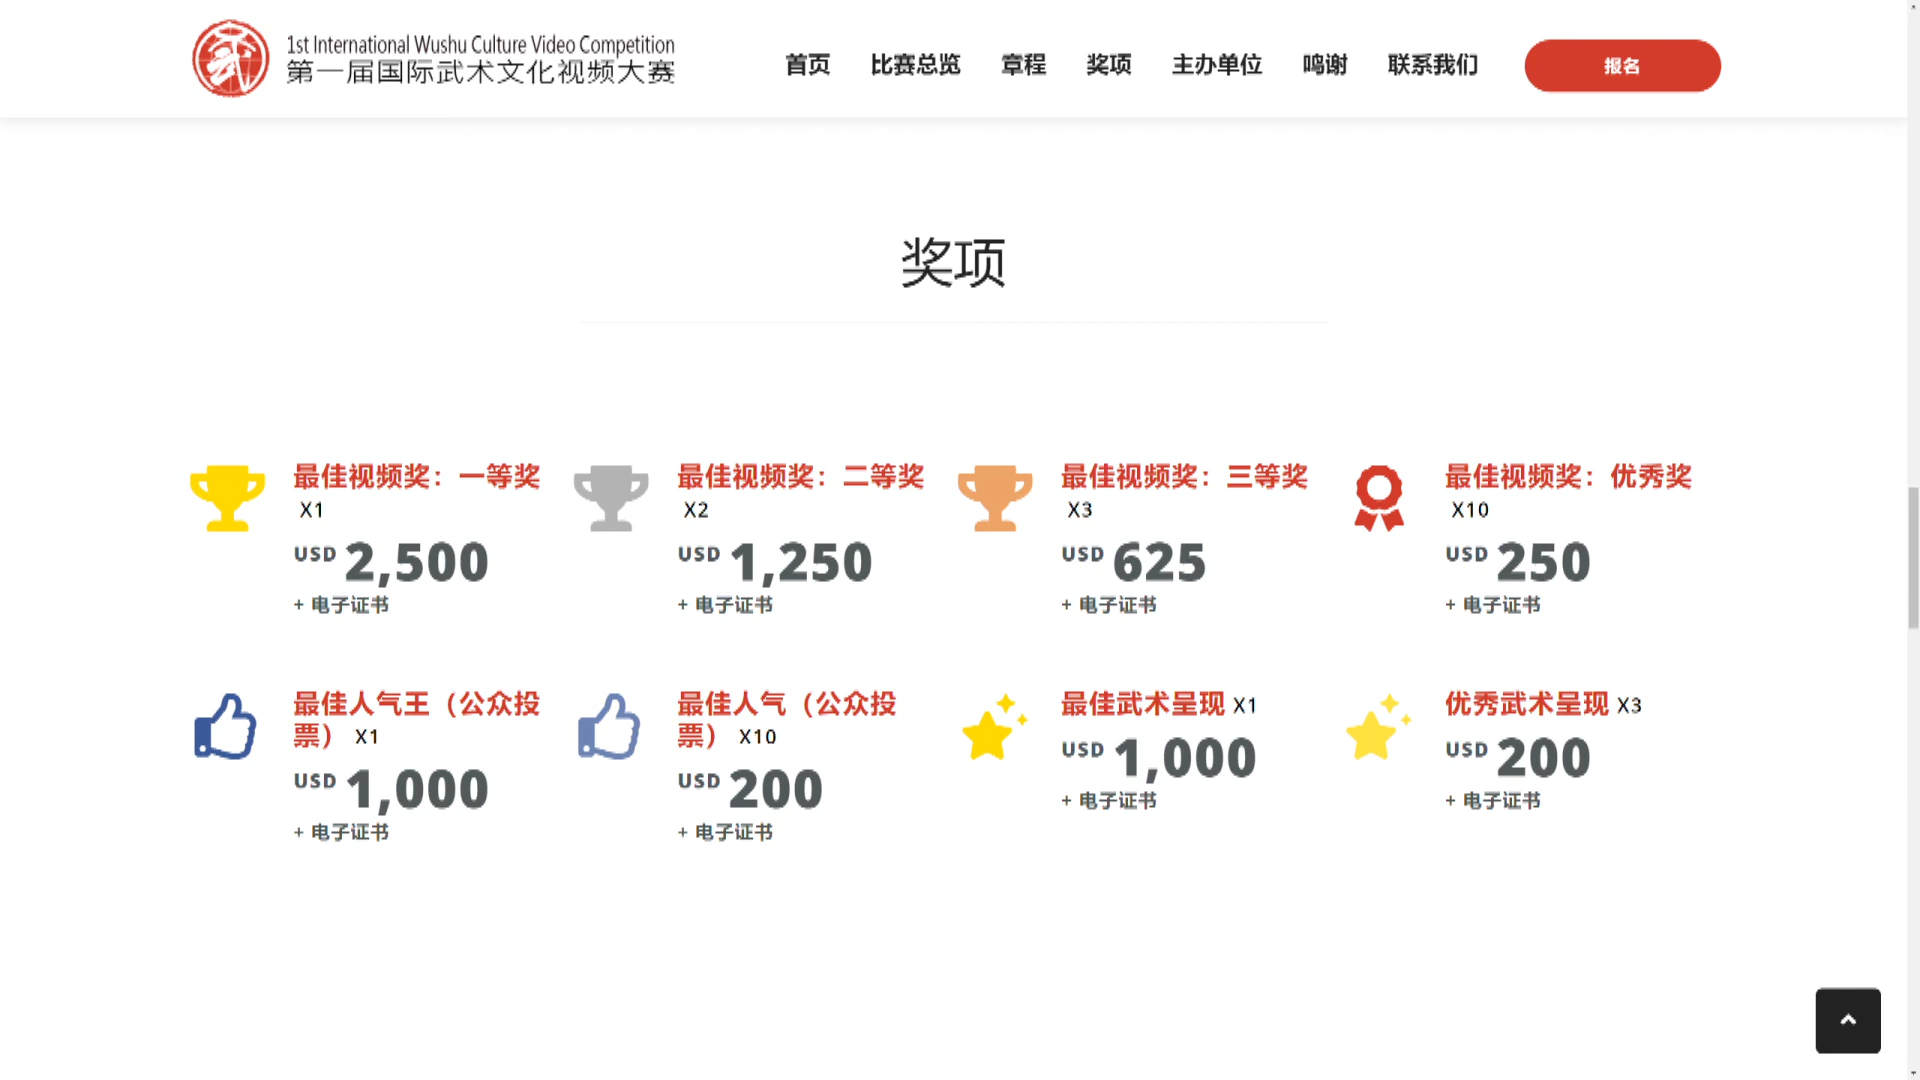 1st International Wushu Culture Video Competition
第一届国际武术文化视频大赛
首页 比赛总览 章程 奖项 主办单位 鸣谢 联系我们 报名
武
奖项
最佳视频奖：一等奖
X1
USD 2,500
+ 电子证书
最佳视频奖：二等奖
X2
USD 1,250
+ 电子证书
最佳视频奖：三等奖
X3
USD 625
+ 电子证书
最佳视频奖：优秀奖
X10
USD 250
+ 电子证书
最佳人气王（公众投
票） X1
USD 1,000
+ 电子证书
最佳人气（公众投
票） X10
USD 200
+ 电子证书
最佳武术呈现 X1
USD 1,000
+ 电子证书
优秀武术呈现 X3
USD 200
+ 电子证书